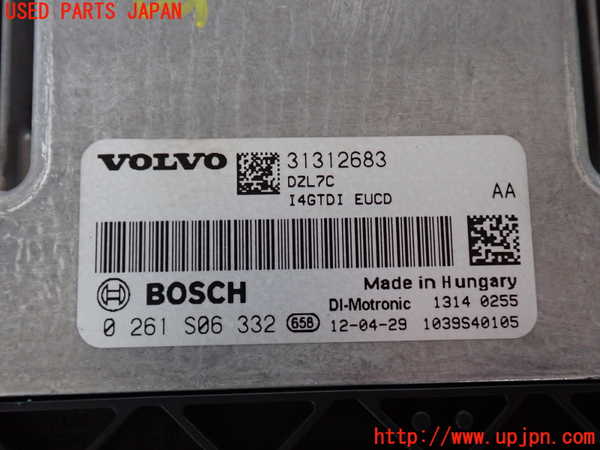 USED PARTS JAPAN
VOLVO 31312683
DZL7C
I4GTDI EUCD AA
BOSCH Made in Hungary
DI-Motronic 1314 0255
0 261 S06 332 658 12-04-29 1039S40105
http://www.upjpn.com/